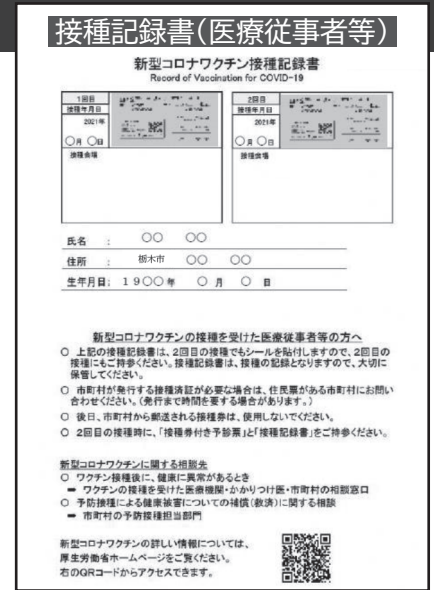 接種記録書(医療従事者等)
新型コロナワクチン接種記録書
Record of Vaccination for COVID-19
1回目
接種年月日
2021年
○月 ○日
接種会場
2回目
接種年月日
2021年
○月 ○日
接種会場
氏名 : ○○ ○○
住所 : 栃木市 ○○ ○○
生年月日: 19○○年 ○ 月 ○ 日
新型コロナワクチンの接種を受けた医療従事者等の方へ
○ 上記の接種記録書は、2回目の接種でもシールを貼付しますので、2回目の
接種にもご持参ください。接種記録書は、接種の記録となりますので、大切に
保管してください。
○ 市町村が発行する接種済証が必要な場合は、住民票がある市町村にお問い
合わせください。(発行まで時間を要する場合があります。)
○ 後日、市町村から郵送される接種券は、使用しないでください。
○ 2回目の接種時に、「接種券付き予診票」と「接種記録書」をご持参ください。
新型コロナワクチンに関する相談先
○ ワクチン接種後に、健康に異常があるとき
➡ ワクチンの接種を受けた医療機関・かかりつけ医・市町村の相談窓口
○ 予防接種による健康被害についての補償(救済)に関する相談
➡ 市町村の予防接種担当部門
新型コロナワクチンの詳しい情報については、
厚生労働省ホームページをご覧ください。
右のQRコードからアクセスできます。